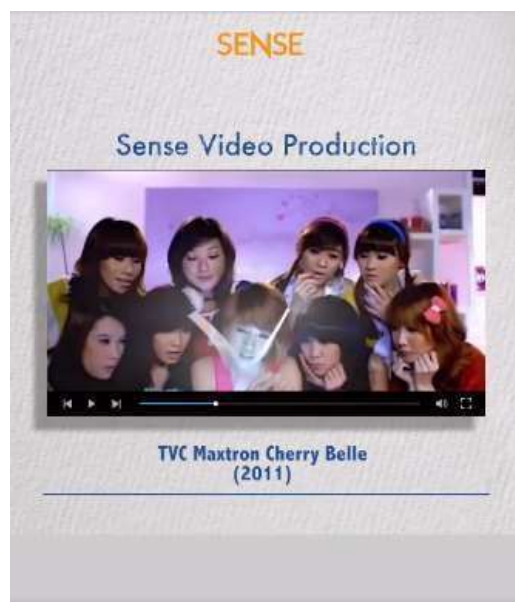 SENSE
Sense Video Production
TVC Maxtron Cherry Belle
(2011)